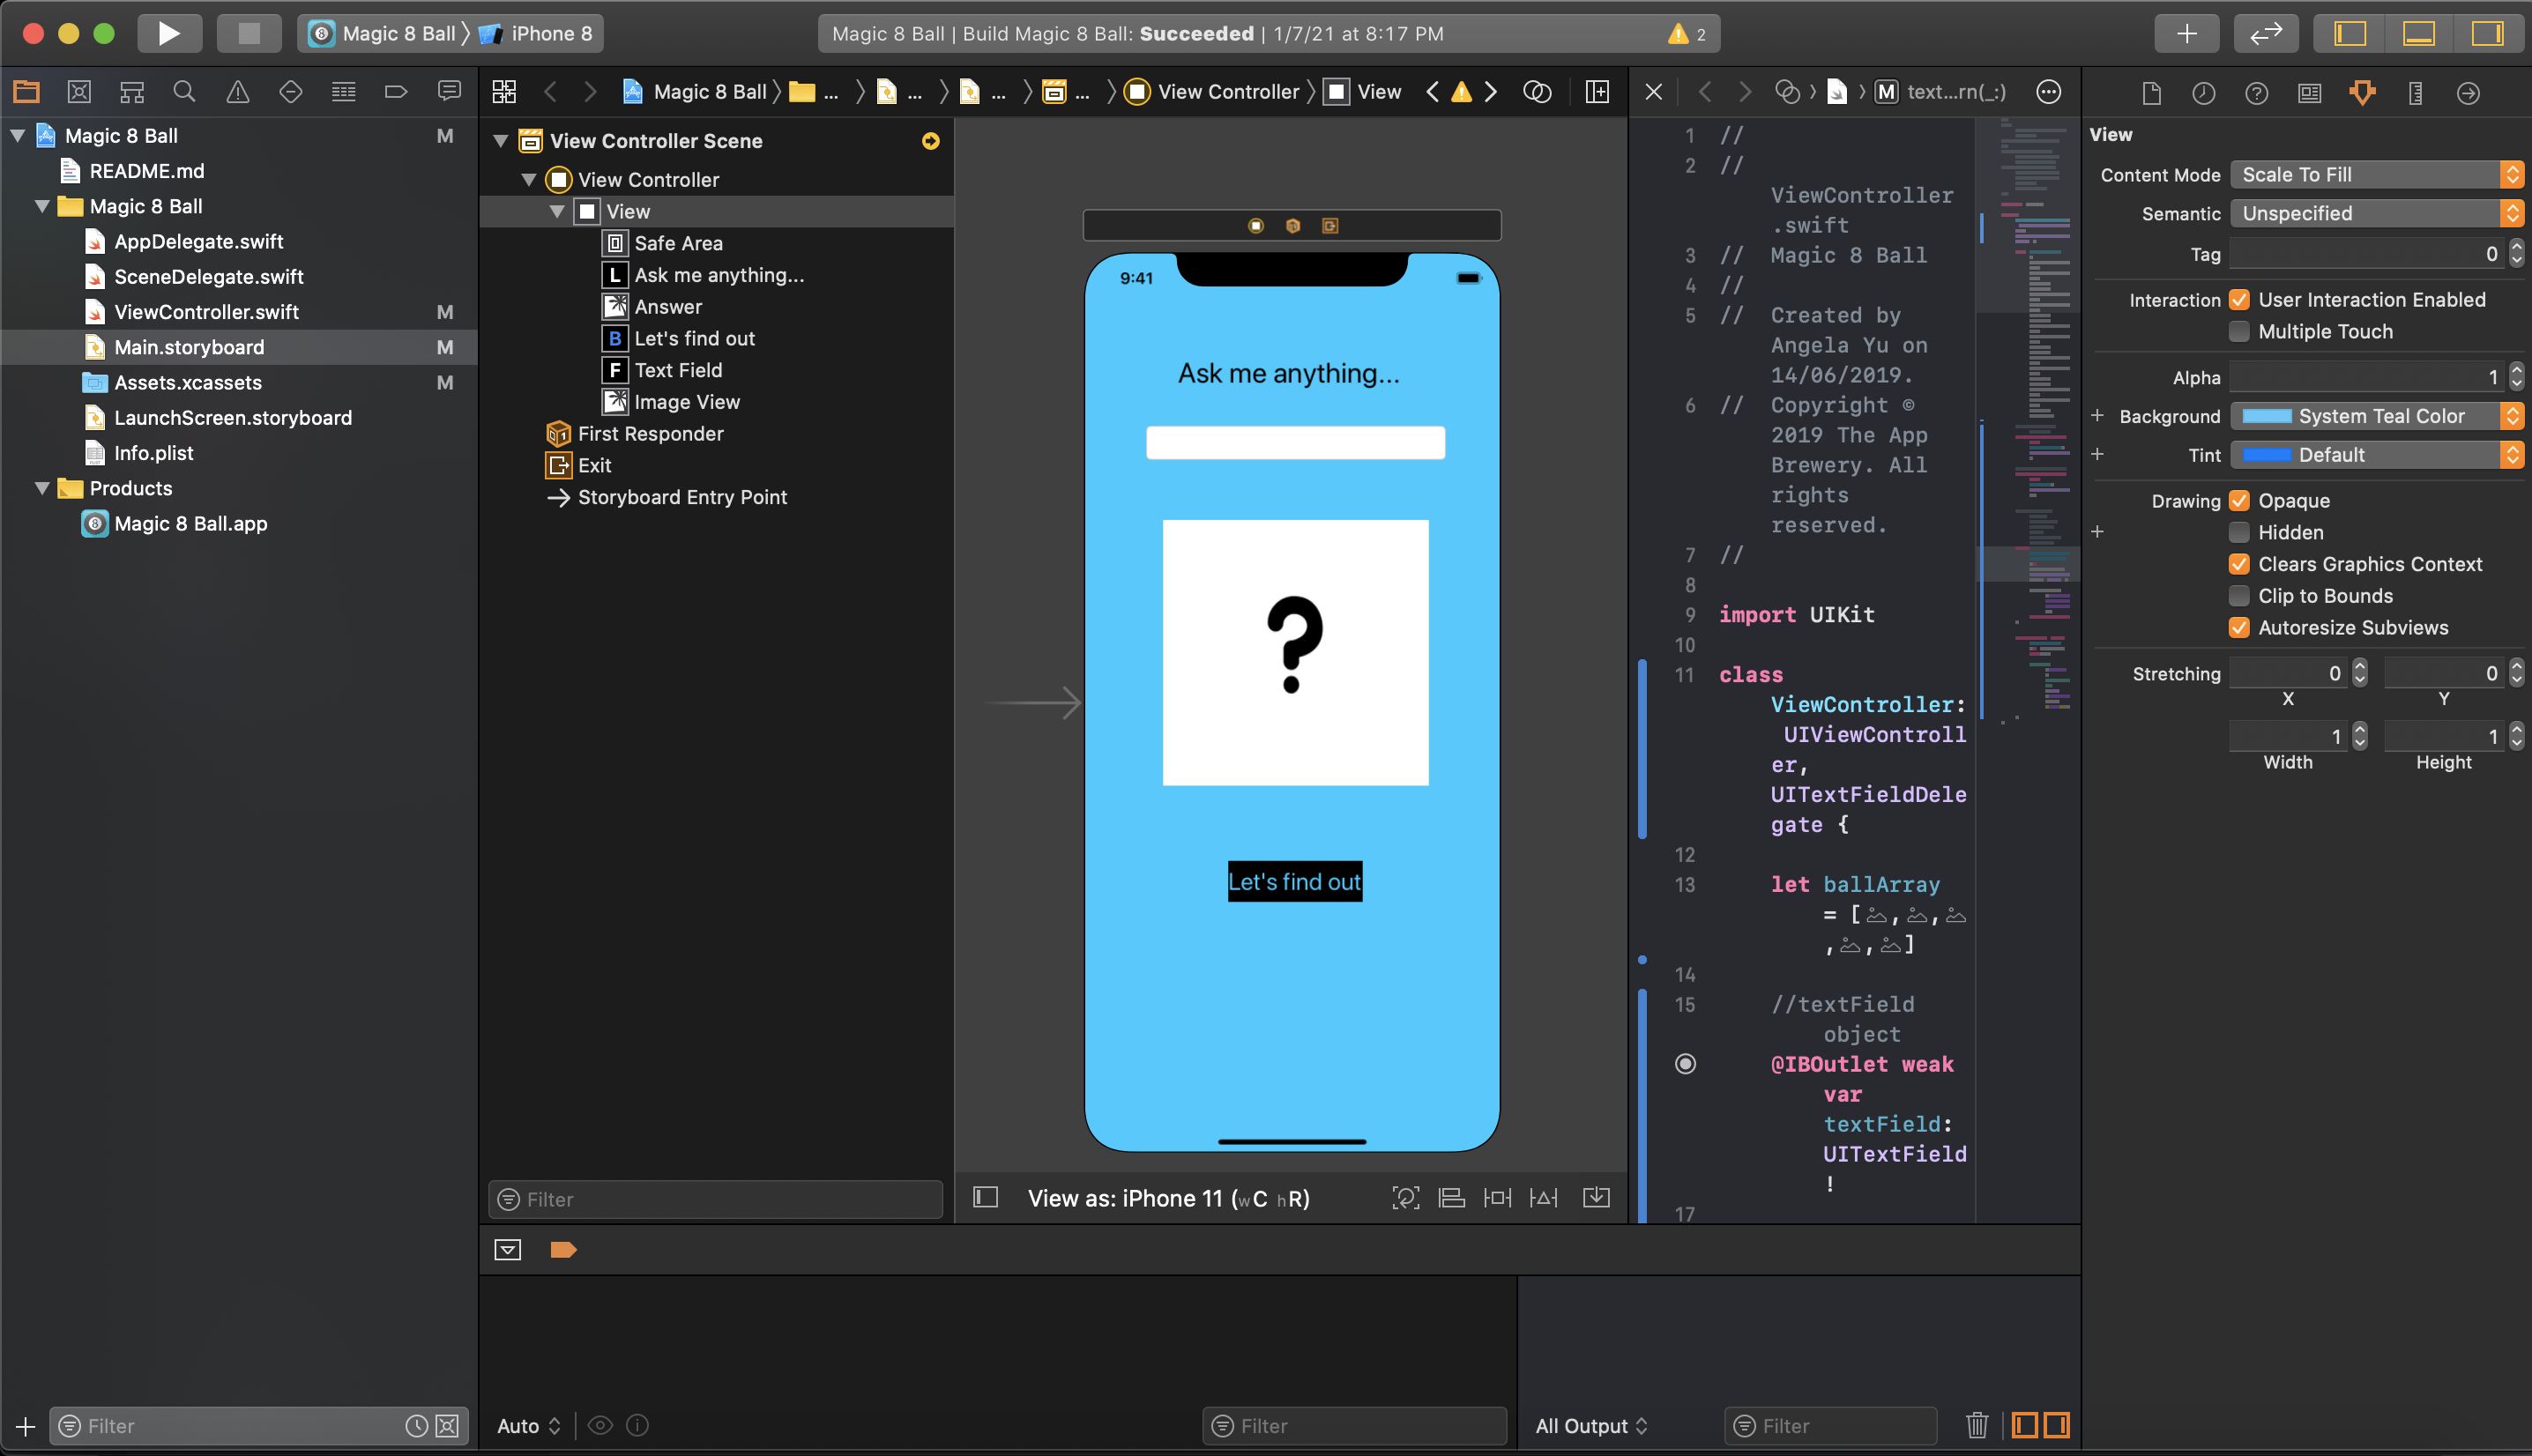 Magic 8 Ball
iPhone 8
Magic 8 Ball | Build Magic 8 Ball: Succeeded | 1/7/21 at 8:17 PM
2
Magic 8 Ball
...
...
...
...
View Controller
View
M
text...rn(_:)
Magic 8 Ball
M
README.md
Magic 8 Ball
AppDelegate.swift
SceneDelegate.swift
ViewController.swift
M
Main.storyboard
M
Assets.xcassets
M
LaunchScreen.storyboard
Info.plist
Products
Magic 8 Ball.app
Filter
View Controller Scene
View Controller
View
Safe Area
L Ask me anything...
Answer
B Let's find out
F Text Field
Image View
First Responder
Exit
Storyboard Entry Point
Filter
9:41
Ask me anything...
?
Let's find out
View as: iPhone 11 (wC hR)
1 //
2 //
ViewController
.swift
3 // Magic 8 Ball
4 //
5 // Created by
Angela Yu on
14/06/2019.
6 // Copyright ©
2019 The App
Brewery. All
rights
reserved.
7 //
8
9 import UIKit
10
11 class
ViewController:
UIViewControll
er,
UITextFieldDele
gate {
12
13 let ballArray
= [ , ,
, , ]
14
15 //textField
object
@IBOutlet weak
var
textField:
UITextField
!
17
View
Content Mode Scale To Fill
Semantic Unspecified
Tag 0
Interaction User Interaction Enabled
Multiple Touch
Alpha 1
+ Background System Teal Color
+ Tint Default
Drawing Opaque
+ Hidden
Clears Graphics Context
Clip to Bounds
Autoresize Subviews
Stretching 0 0
X Y
1 1
Width Height
Auto
Filter
All Output
Filter